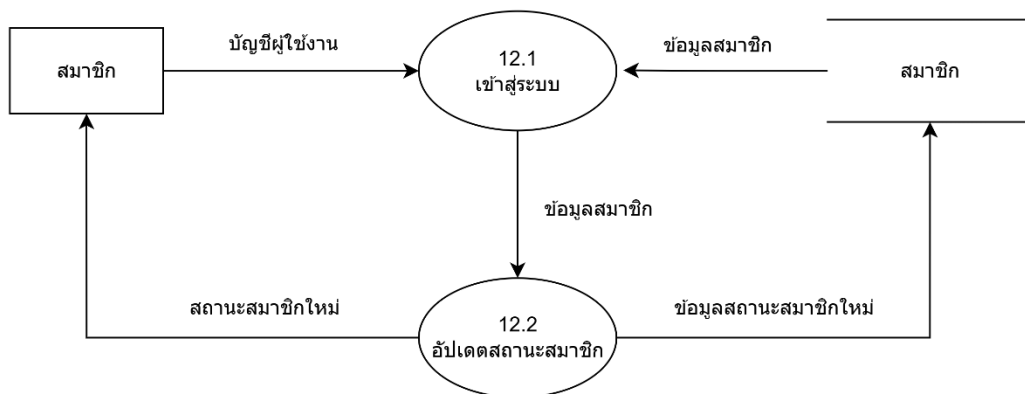 บัญชีผู้ใช้งาน
สมาชิก
12.1
เข้าสู่ระบบ
ข้อมูลสมาชิก
สมาชิก
ข้อมูลสมาชิก
สถานะสมาชิกใหม่
12.2
อัปเดตสถานะสมาชิก
ข้อมูลสถานะสมาชิกใหม่